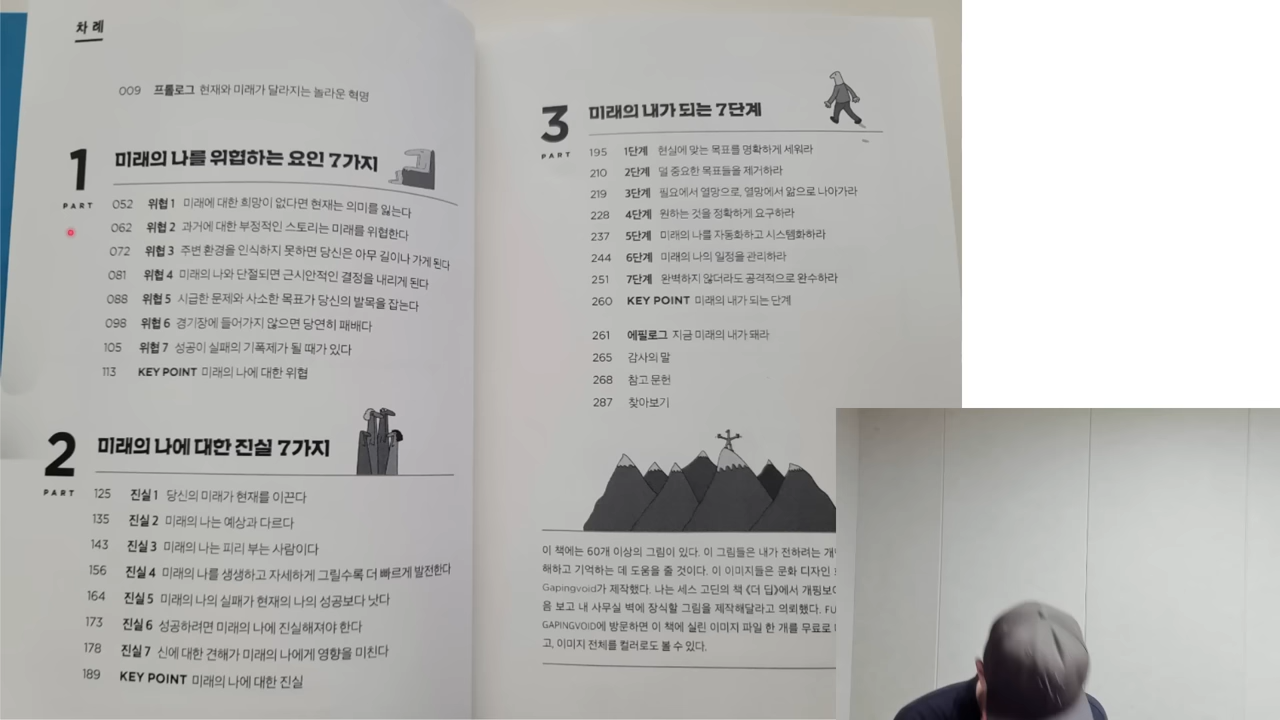 차례
009 프롤로그 현재와 미래가 달라지는 놀라운 혁명
1 PART 미래의 나를 위협하는 요인 7가지
052 위협 1 미래에 대한 희망이 없다면 현재는 의미를 잃는다
062 위협 2 과거에 대한 부정적인 스토리는 미래를 위협한다
072 위협 3 주변 환경을 인식하지 못하면 당신은 아무 길이나 가게 된다
081 위협 4 미래의 나와 단절되면 근시안적인 결정을 내리게 된다
088 위협 5 시급한 문제와 사소한 목표가 당신의 발목을 잡는다
098 위협 6 경기장에 들어가지 않으면 당연히 패배다
105 위협 7 성공이 실패의 기폭제가 될 때가 있다
113 KEY POINT 미래의 나에 대한 위협
2 PART 미래의 나에 대한 진실 7가지
125 진실 1 당신의 미래가 현재를 이끈다
135 진실 2 미래의 나는 예상과 다르다
143 진실 3 미래의 나는 피리 부는 사람이다
156 진실 4 미래의 나를 생생하고 자세하게 그릴수록 더 빠르게 발전한다
164 진실 5 미래의 나의 실패가 현재의 나의 성공보다 낫다
173 진실 6 성공하려면 미래의 나에 진실해져야 한다
178 진실 7 신에 대한 견해가 미래의 나에게 영향을 미친다
189 KEY POINT 미래의 나에 대한 진실
3 PART 미래의 내가 되는 7단계
195 1단계 현실에 맞는 목표를 명확하게 세워라
210 2단계 덜 중요한 목표들을 제거하라
219 3단계 필요에서 열망으로, 열망에서 앎으로 나아가라
228 4단계 원하는 것을 정확하게 요구하라
237 5단계 미래의 나를 자동화하고 시스템화하라
244 6단계 미래의 나의 일정을 관리하라
251 7단계 완벽하지 않더라도 공격적으로 완수하라
260 KEY POINT 미래의 내가 되는 단계
261 에필로그 지금 미래의 내가 돼라
265 감사의 말
268 참고 문헌
287 찾아보기
이 책에는 60개 이상의 그림이 있다. 이 그림들은 내가 전하려는
해하고 기억하는 데 도움을 줄 것이다. 이 이미지들은 문화 디자인
Gapingvoid가 제작했다. 나는 세스 고딘의 책 《더 딥》에서
음 보고 내 사무실 벽에 장식할 그림을 제작해달라고 의뢰했다. FU
GAPINGVOID에 방문하면 이 책에 실린 이미지 파일 한 개를 무료로
고, 이미지 전체를 컬러로도 볼 수 있다.